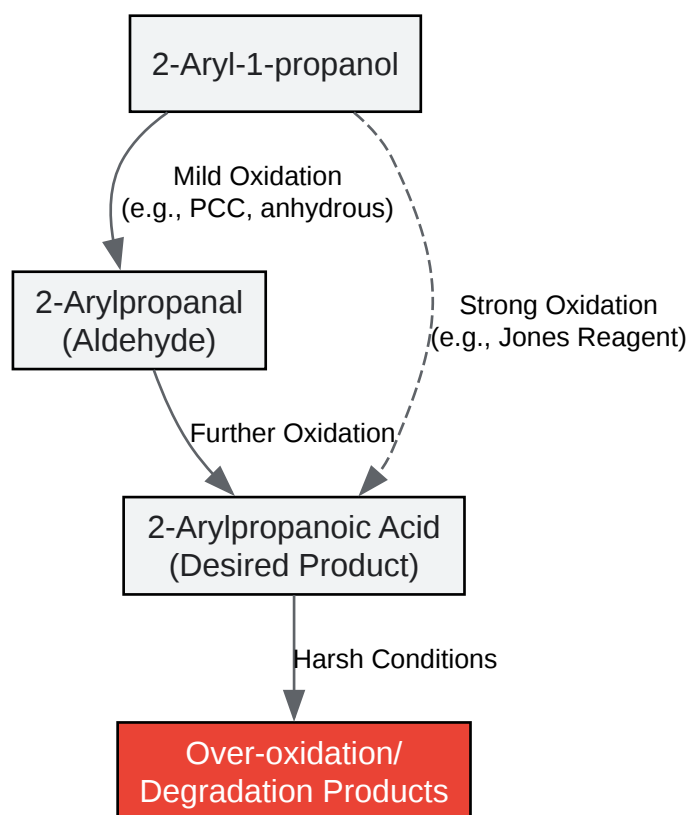 2-Aryl-1-propanol
Mild Oxidation
(e.g., PCC, anhydrous)
2-Arylpropanal
(Aldehyde)
Strong Oxidation
(e.g., Jones Reagent)
Further Oxidation
2-Arylpropanoic Acid
(Desired Product)
Harsh Conditions
Over-oxidation/
Degradation Products